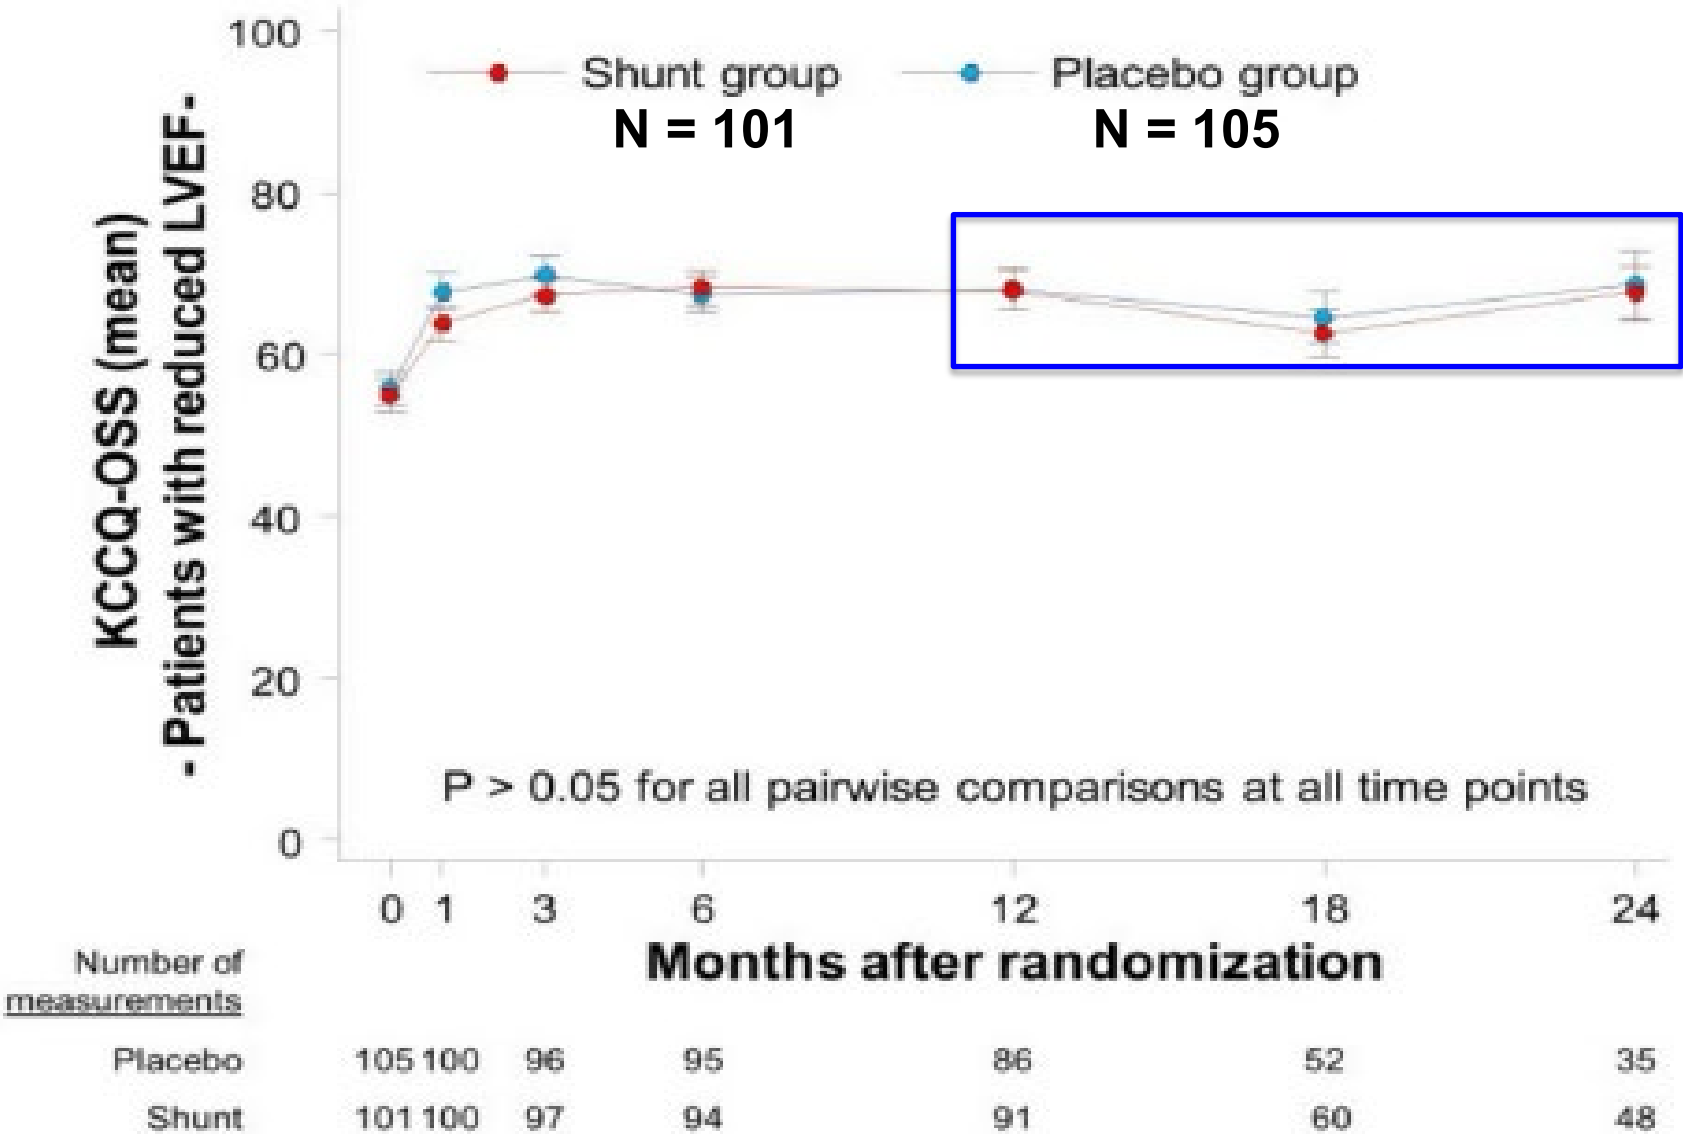 100
Shunt group
Placebo group
N = 101
N = 105
80
60
40
20
0
KCCQ-OSS (mean)
- Patients with reduced LVEF-
P > 0.05 for all pairwise comparisons at all time points
0 1 3 6 12 18 24
Months after randomization
Number of
measurements
Placebo 105 100 96 95 86 52 35
Shunt 101 100 97 94 91 60 48